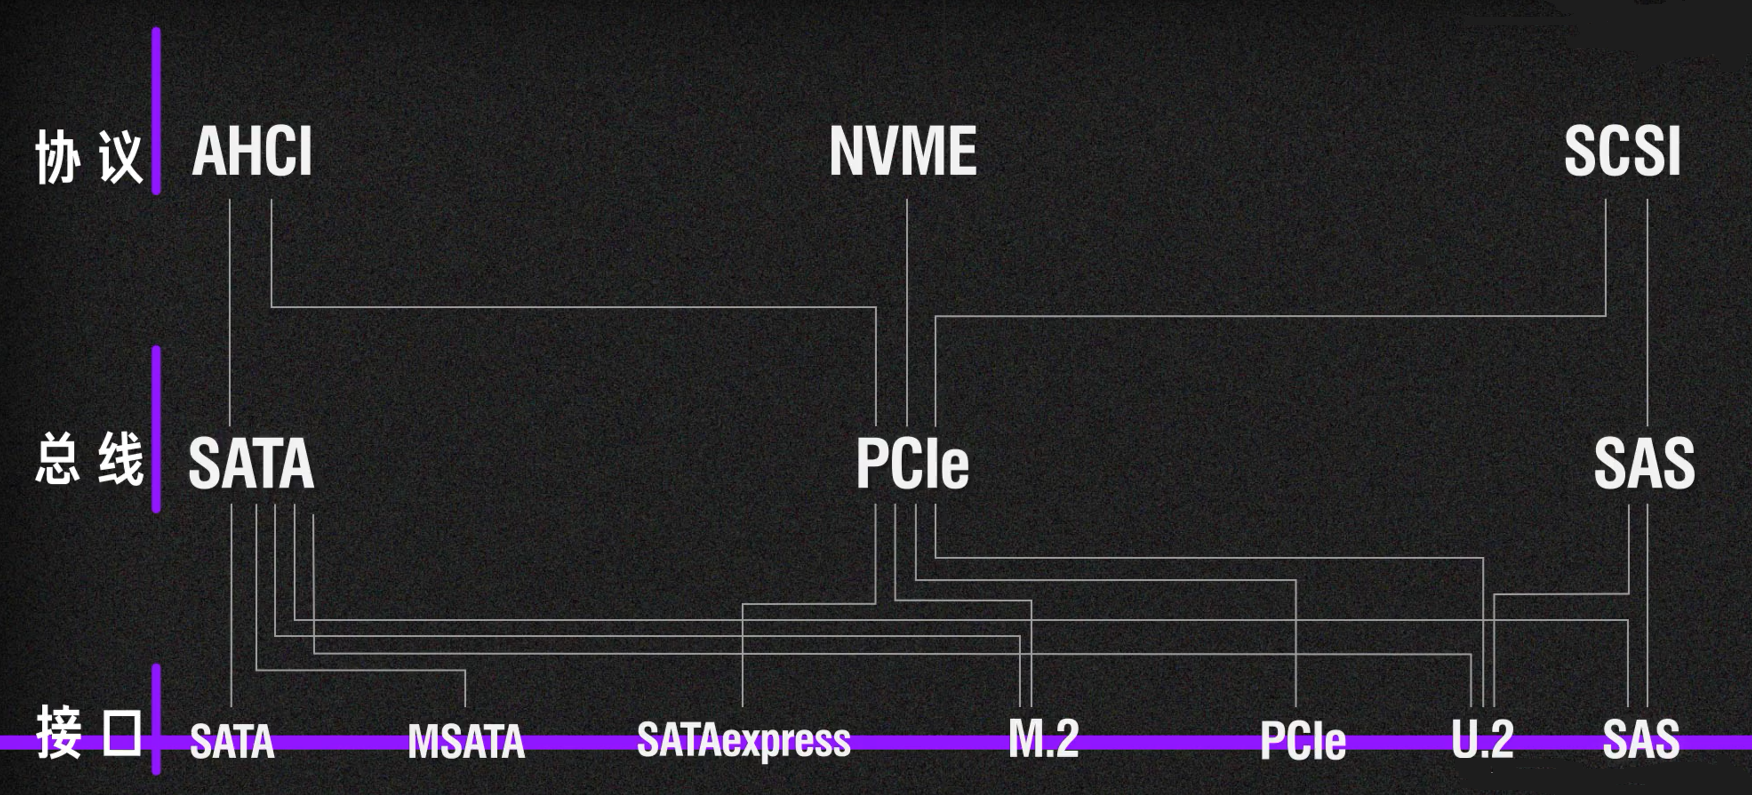 协议 AHCI NVME SCSI
总线 SATA PCIe SAS
接口 SATA MSATA SATAexpress M.2 PCIe U.2 SAS